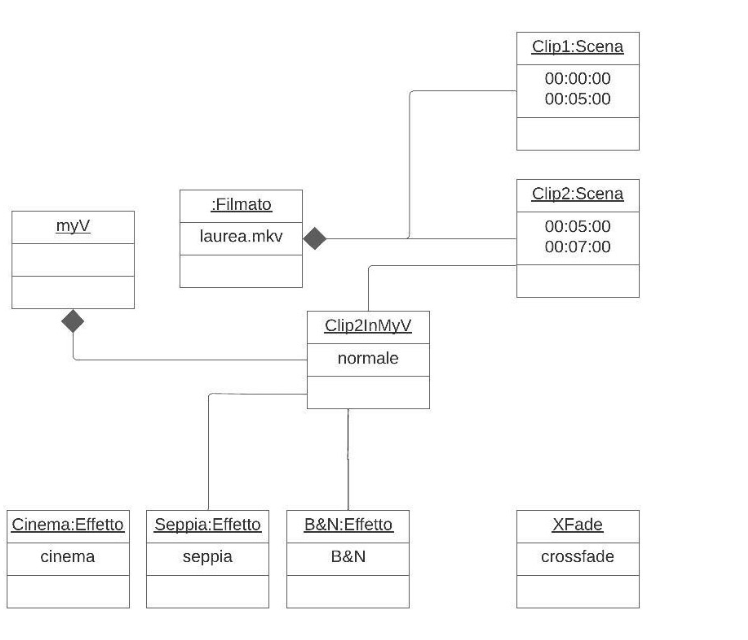 Clip1:Scena
00:00:00
00:05:00
Clip2:Scena
00:05:00
00:07:00
:Filmato
laurea.mkv
myV
Clip2InMyV
normale
Cinema:Effetto
cinema
Seppia:Effetto
seppia
B&N:Effetto
B&N
XFade
crossfade